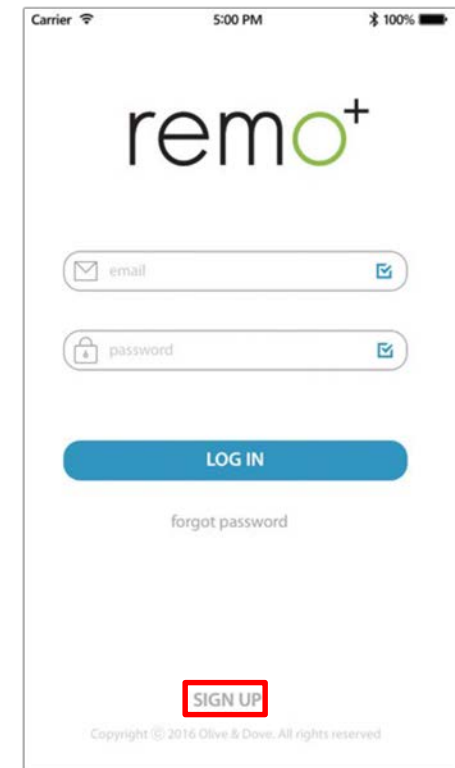 Carrier 5:00 PM 100%
remo+
email
password
LOG IN
forgot password
SIGN UP
Copyright © 2016 Olive & Dove. All rights reserved